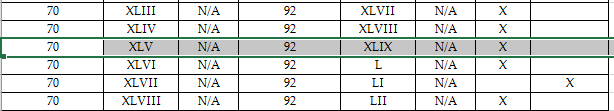 70 XLIII N/A 92 XLVII N/A X
70 XLIV N/A 92 XLVIII N/A X
70 XLV N/A 92 XLIX N/A X
70 XLVI N/A 92 L N/A X
70 XLVII N/A 92 LI N/A X
70 XLVIII N/A 92 LII N/A X